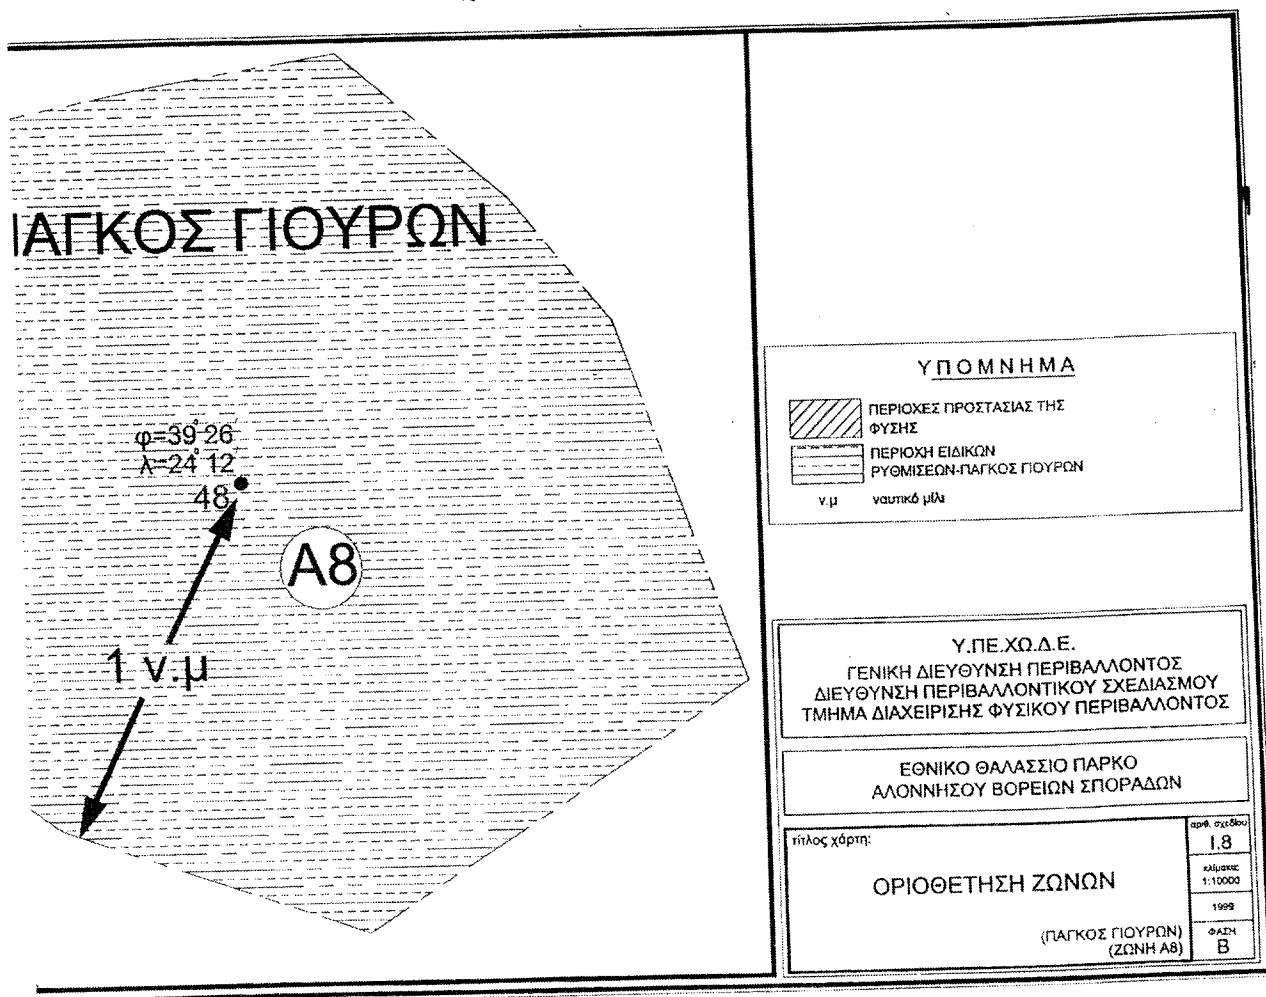 ΙΑΓΚΟΣ ΓΙΟΥΡΩΝ
φ=39° 26'
λ=24° 12'
48
Α8
1 ν.μ
ΥΠΟΜΝΗΜΑ
ΠΕΡΙΟΧΕΣ ΠΡΟΣΤΑΣΙΑΣ ΤΗΣ
ΦΥΣΗΣ
ΠΕΡΙΟΧΗ ΕΙΔΙΚΩΝ
ΡΥΘΜΙΣΕΩΝ-ΠΑΓΚΟΣ ΓΙΟΥΡΩΝ
ν.μ ναυτικό μίλι
Υ.ΠΕ.ΧΩ.Δ.Ε.
ΓΕΝΙΚΗ ΔΙΕΥΘΥΝΣΗ ΠΕΡΙΒΑΛΛΟΝΤΟΣ
ΔΙΕΥΘΥΝΣΗ ΠΕΡΙΒΑΛΛΟΝΤΙΚΟΥ ΣΧΕΔΙΑΣΜΟΥ
ΤΜΗΜΑ ΔΙΑΧΕΙΡΙΣΗΣ ΦΥΣΙΚΟΥ ΠΕΡΙΒΑΛΛΟΝΤΟΣ
ΕΘΝΙΚΟ ΘΑΛΑΣΣΙΟ ΠΑΡΚΟ
ΑΛΟΝΝΗΣΟΥ ΒΟΡΕΙΩΝ ΣΠΟΡΑΔΩΝ
τίτλος χάρτη:
ΟΡΙΟΘΕΤΗΣΗ ΖΩΝΩΝ
(ΠΑΓΚΟΣ ΓΙΟΥΡΩΝ)
(ΖΩΝΗ Α8)
αριθ. σχεδίου
Ι.8
κλίμακα:
1:10000
1999
ΦΑΣΗ
Β